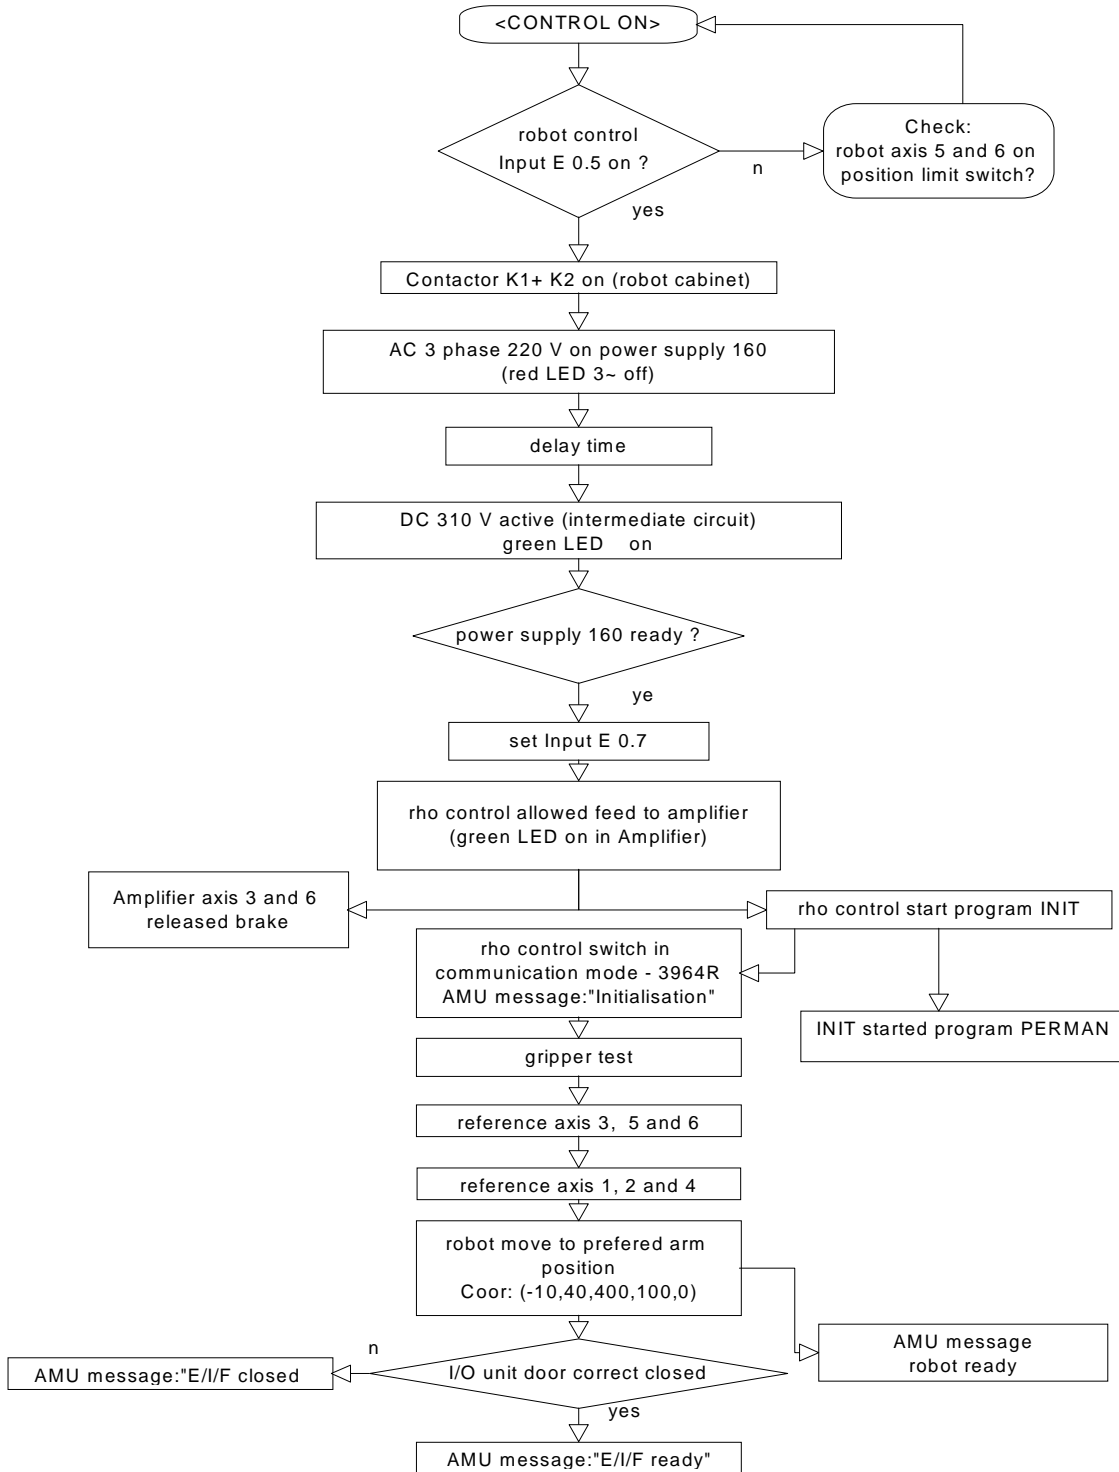 <CONTROL ON>
robot control
Input E 0.5 on ?
n
Check:
robot axis 5 and 6 on
position limit switch?
yes
Contactor K1+ K2 on (robot cabinet)
AC 3 phase 220 V on power supply 160
(red LED 3~ off)
delay time
DC 310 V active (intermediate circuit)
green LED on
power supply 160 ready ?
ye
set Input E 0.7
rho control allowed feed to amplifier
(green LED on in Amplifier)
Amplifier axis 3 and 6
released brake
rho control start program INIT
rho control switch in
communication mode - 3964R
AMU message:"Initialisation"
INIT started program PERMAN
gripper test
reference axis 3, 5 and 6
reference axis 1, 2 and 4
robot move to prefered arm
position
Coor: (-10,40,400,100,0)
AMU message
robot ready
n
I/O unit door correct closed
AMU message:"E/I/F closed
yes
AMU message:"E/I/F ready"